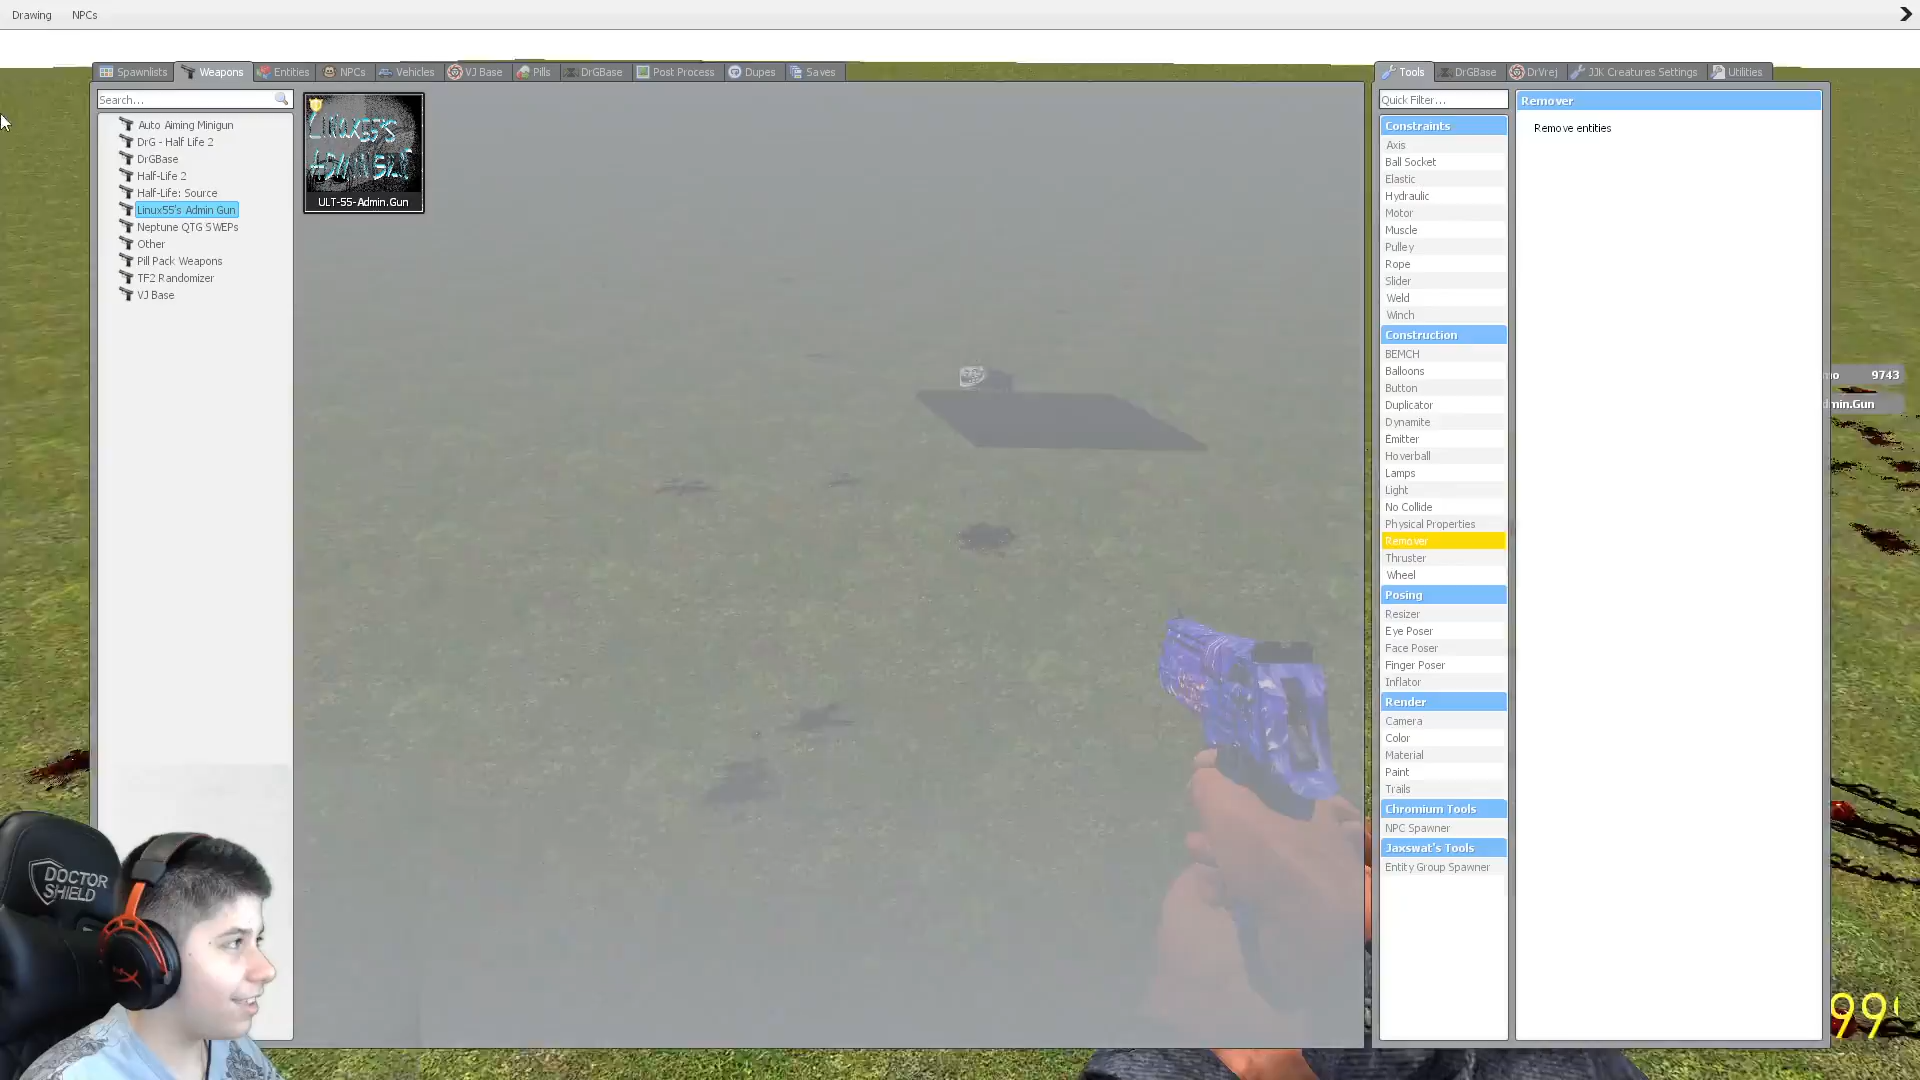 Drawing NPCs
Spawnlists Weapons Entities NPCs Vehicles VJ Base Pills DrGBase Post Process Dupes Saves
Tools DrGBase DrVrej JJK Creatures Settings Utilities
Search...
Auto Aiming Minigun
DrG - Half Life 2
DrGBase
Half-Life 2
Half-Life: Source
Linux55's Admin Gun
Neptune QTG SWEPs
Other
Pill Pack Weapons
TF2 Randomizer
VJ Base
LINUX55'S
ADMIN GUN
ULT-55-Admin.Gun
Quick Filter...
Constraints
Axis
Ball Socket
Elastic
Hydraulic
Motor
Muscle
Pulley
Rope
Slider
Weld
Winch
Construction
BEMCH
Balloons
Button
Duplicator
Dynamite
Emitter
Hoverball
Lamps
Light
No Collide
Physical Properties
Remover
Thruster
Wheel
Posing
Resizer
Eye Poser
Face Poser
Finger Poser
Inflator
Render
Camera
Color
Material
Paint
Trails
Chromium Tools
NPC Spawner
Jaxswat's Tools
Entity Group Spawner
Remover
Remove entities
9743
dmin.Gun
DOCTOR
SHIELD